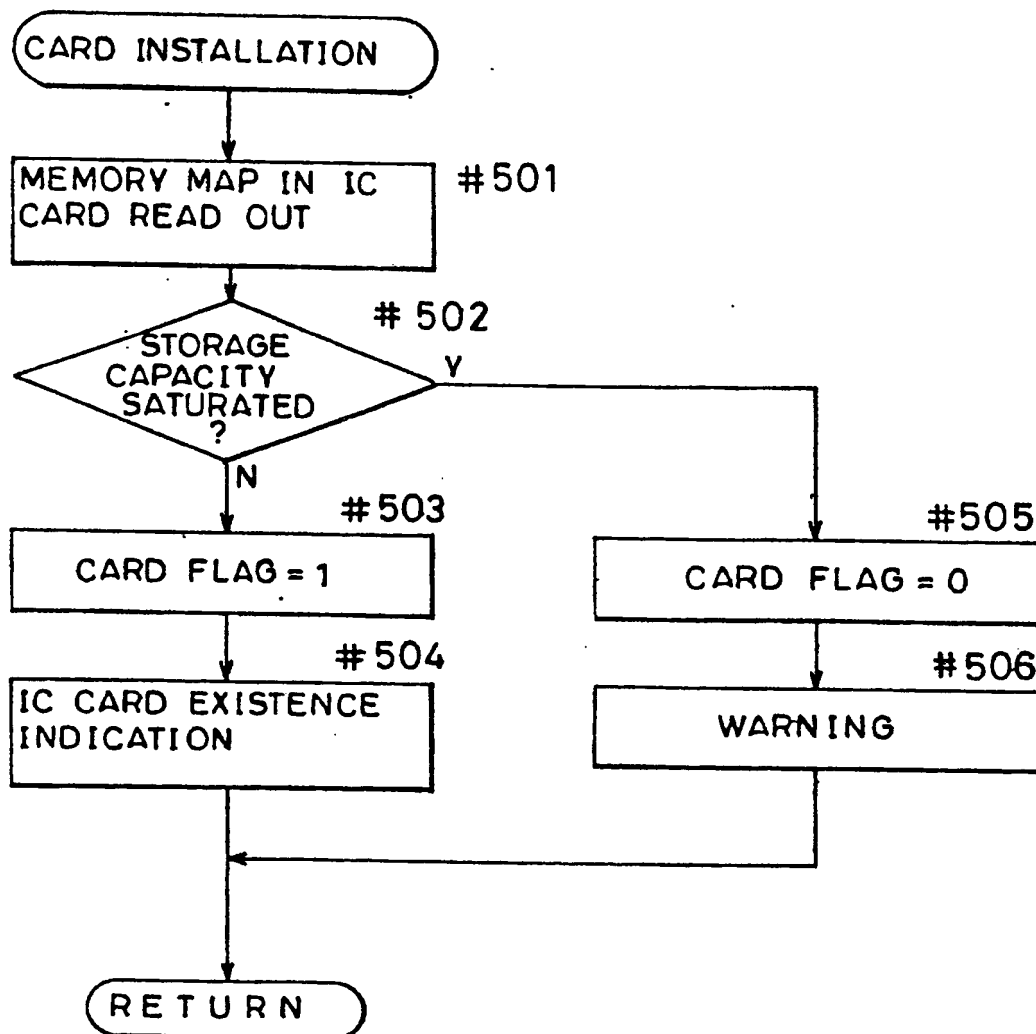 CARD INSTALLATION
MEMORY MAP IN IC
CARD READ OUT
#501
#502
STORAGE
CAPACITY
SATURATED
?
Y
N
#503
CARD FLAG = 1
#504
IC CARD EXISTENCE
INDICATION
#505
CARD FLAG = 0
#506
WARNING
RETURN